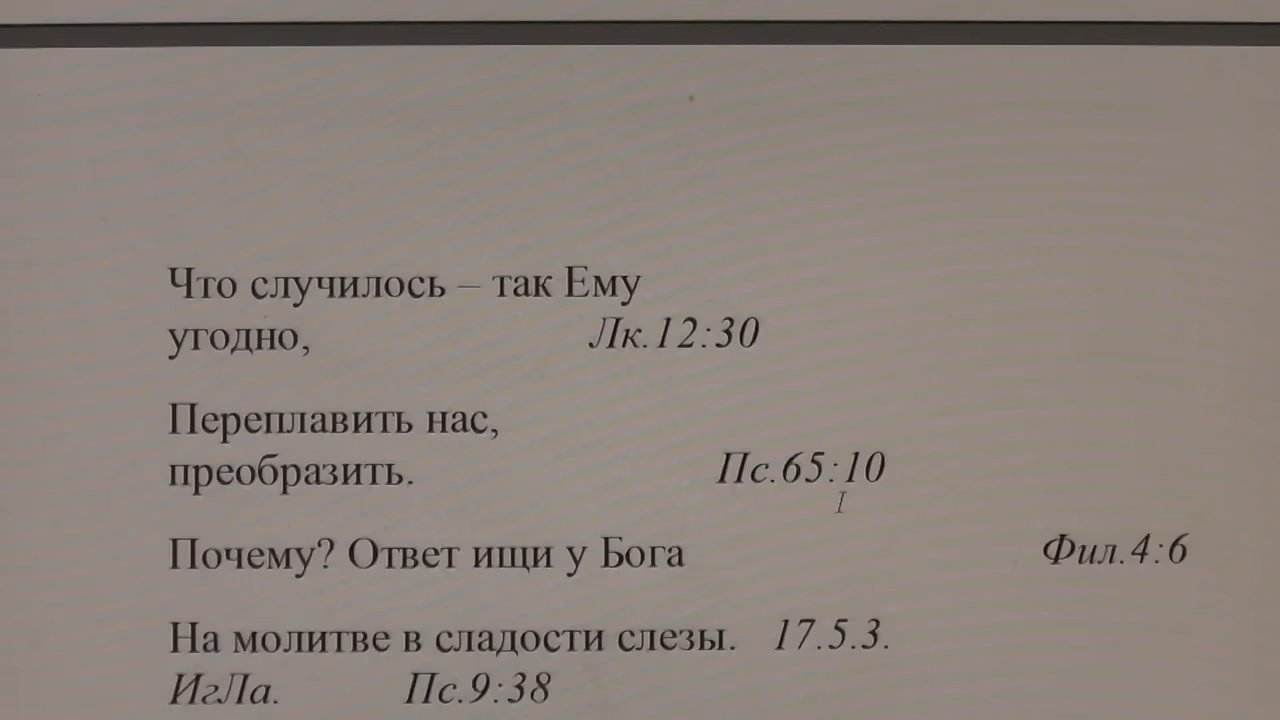 Что случилось – так Ему
угодно, Лк.12:30
Переплавить нас,
преобразить. Пс.65:10
Почему? Ответ ищи у Бога Фил.4:6
На молитве в сладости слезы. 17.5.3.
ИгЛа. Пс.9:38